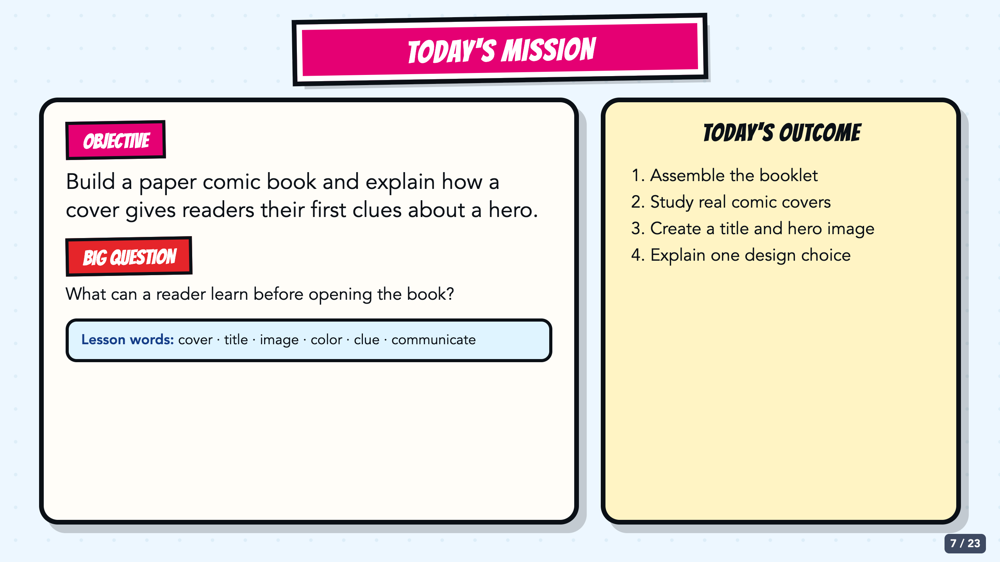 TODAY'S MISSION
OBJECTIVE
Build a paper comic book and explain how a
cover gives readers their first clues about a hero.
BIG QUESTION
What can a reader learn before opening the book?
Lesson words: cover · title · image · color · clue · communicate
TODAY'S OUTCOME
1. Assemble the booklet
2. Study real comic covers
3. Create a title and hero image
4. Explain one design choice
7 / 23